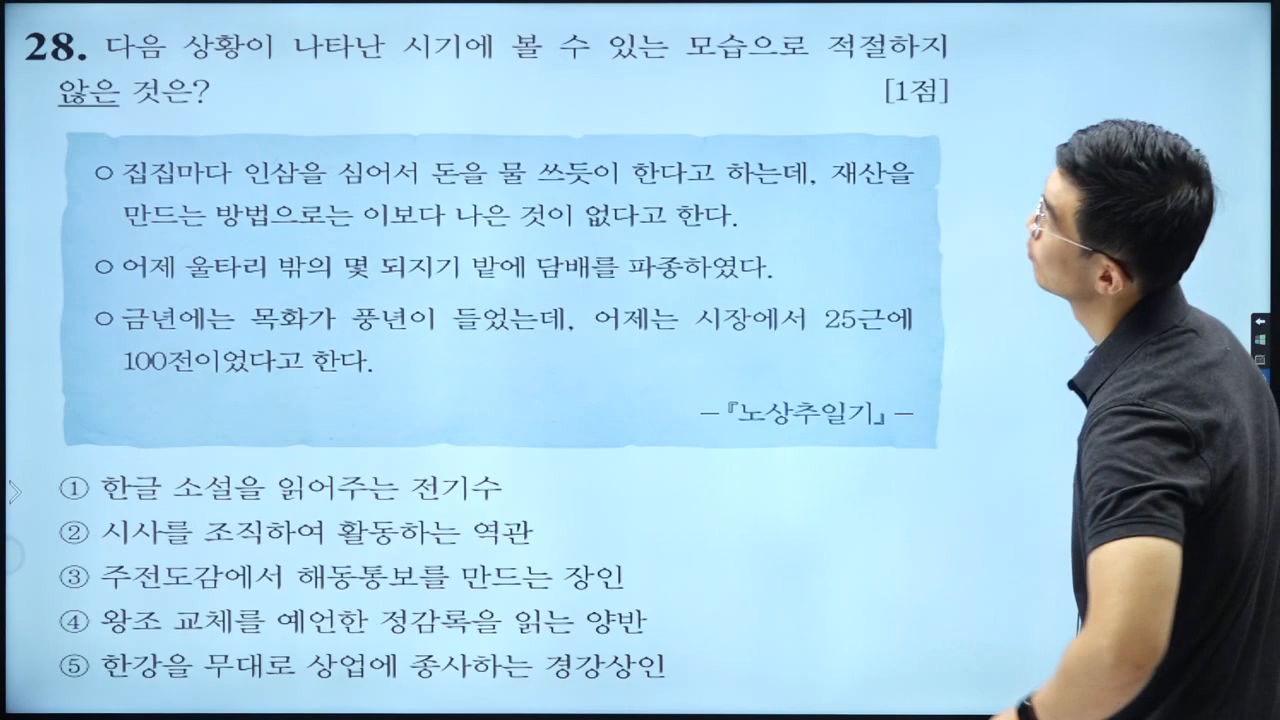 28. 다음 상황이 나타난 시기에 볼 수 있는 모습으로 적절하지
않은 것은? [1점]
○ 집집마다 인삼을 심어서 돈을 물 쓰듯이 한다고 하는데, 재산을
만드는 방법으로는 이보다 나은 것이 없다고 한다.
○ 어제 울타리 밖의 몇 되지기 밭에 담배를 파종하였다.
○ 금년에는 목화가 풍년이 들었는데, 어제는 시장에서 25근에
100전이었다고 한다.
-『노상추일기』-
① 한글 소설을 읽어주는 전기수
② 시사를 조직하여 활동하는 역관
③ 주전도감에서 해동통보를 만드는 장인
④ 왕조 교체를 예언한 정감록을 읽는 양반
⑤ 한강을 무대로 상업에 종사하는 경강상인